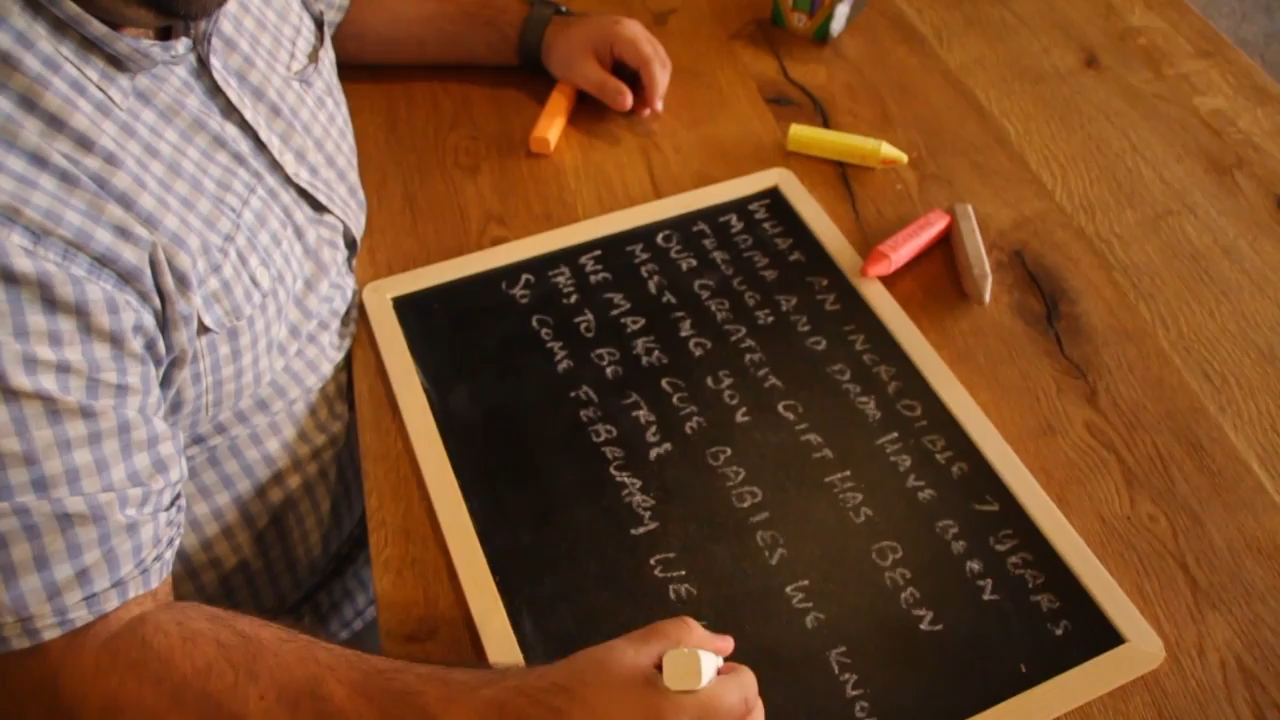 WHAT AN INCREDIBLE 7 YEARS
MAMA AND DADA HAVE BEEN
THROUGH
OUR GREATEST GIFT HAS BEEN
MEETING YOU
WE MAKE CUTE BABIES WE KNOW
THIS TO BE TRUE
SO COME FEBRUARY WE